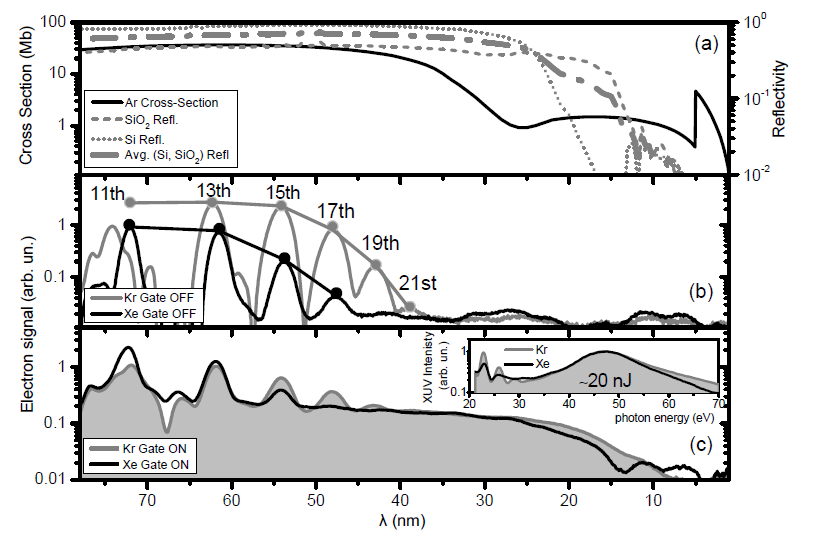 100
10
1
Cross Section (Mb)
(a)
10⁰
10⁻¹
10⁻²
Reflectivity
Ar Cross-Section
SiO₂ Refl.
Si Refl.
Avg. (Si, SiO₂) Refl
11th
13th
15th
17th
19th
21st
1
0.1
(b)
Kr Gate OFF
Xe Gate OFF
Electron signal (arb. un.)
1
0.1
0.01
XUV Intenisty
(arb. un.)
1
0.1
Kr
Xe
~20 nJ
20 30 40 50 60 70
photon energy (eV)
(c)
Kr Gate ON
Xe Gate ON
70 60 50 40 30 20 10
λ (nm)